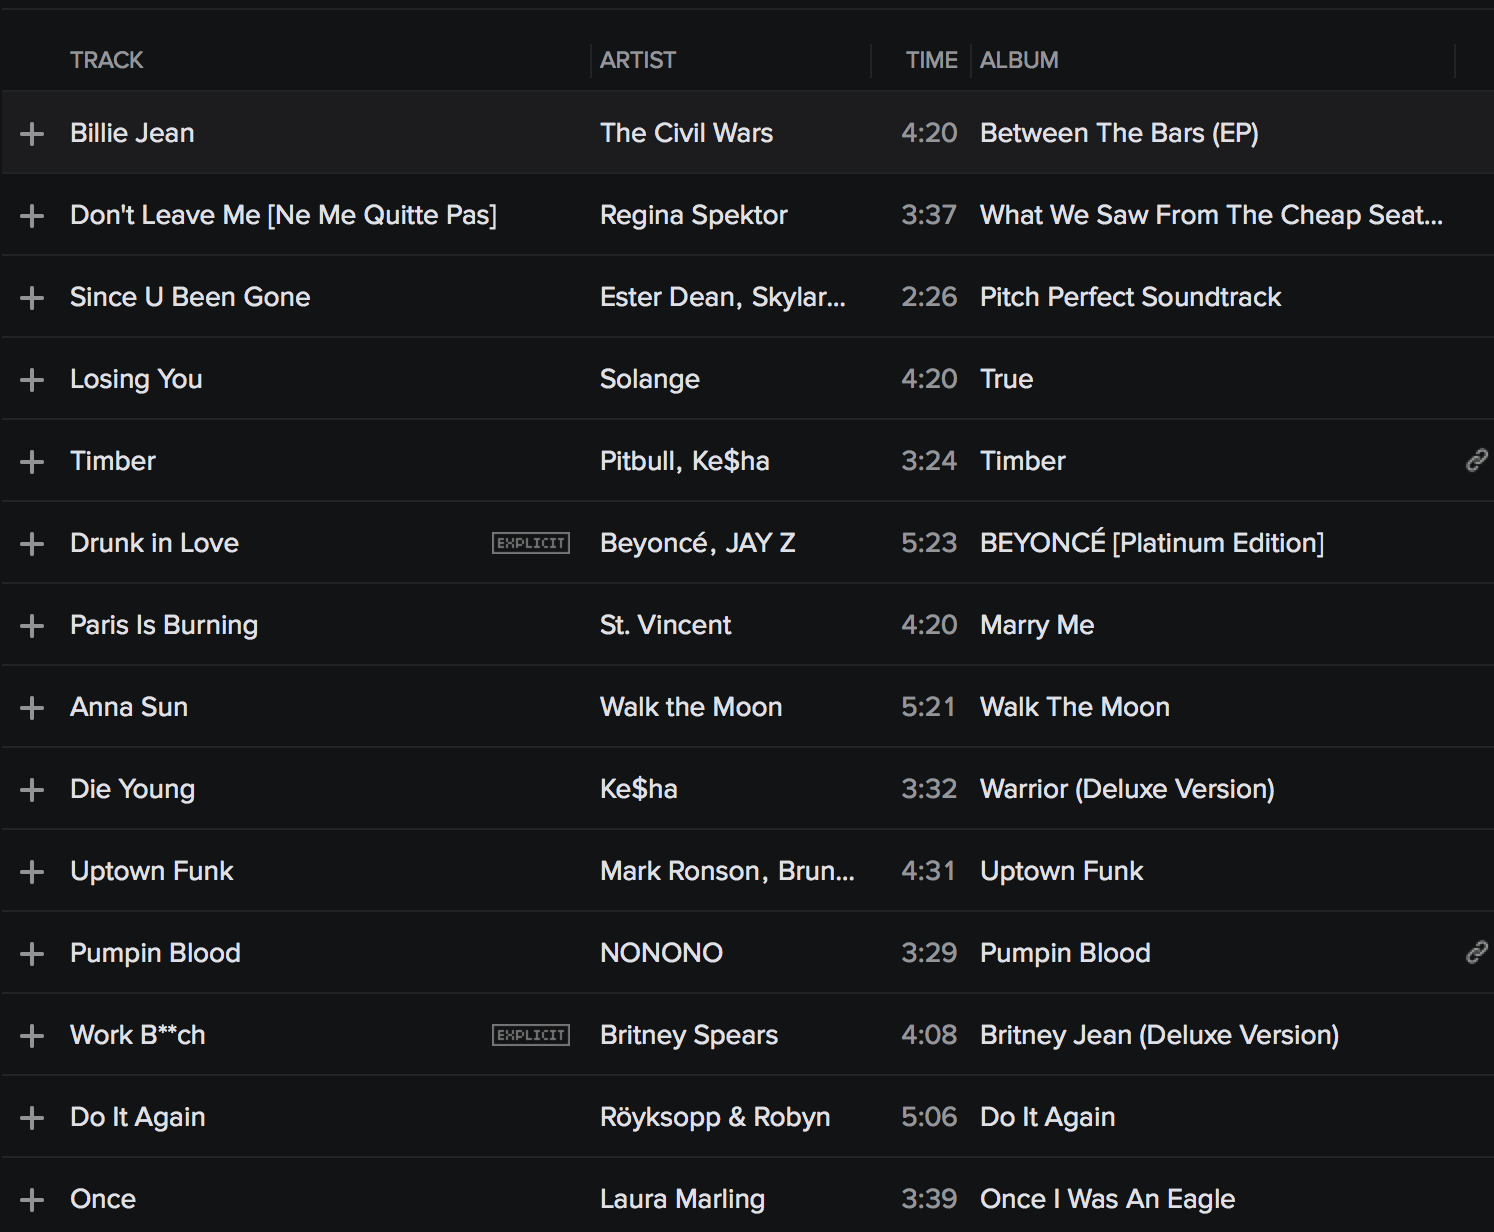 TRACK ARTIST TIME ALBUM
Billie Jean The Civil Wars 4:20 Between The Bars (EP)
Don't Leave Me [Ne Me Quitte Pas] Regina Spektor 3:37 What We Saw From The Cheap Seat...
Since U Been Gone Ester Dean, Skylar... 2:26 Pitch Perfect Soundtrack
Losing You Solange 4:20 True
Timber Pitbull, Ke$ha 3:24 Timber
Drunk in Love EXPLICIT Beyoncé, JAY Z 5:23 BEYONCÉ [Platinum Edition]
Paris Is Burning St. Vincent 4:20 Marry Me
Anna Sun Walk the Moon 5:21 Walk The Moon
Die Young Ke$ha 3:32 Warrior (Deluxe Version)
Uptown Funk Mark Ronson, Brun... 4:31 Uptown Funk
Pumpin Blood NONONO 3:29 Pumpin Blood
Work B**ch EXPLICIT Britney Spears 4:08 Britney Jean (Deluxe Version)
Do It Again Röyksopp & Robyn 5:06 Do It Again
Once Laura Marling 3:39 Once I Was An Eagle